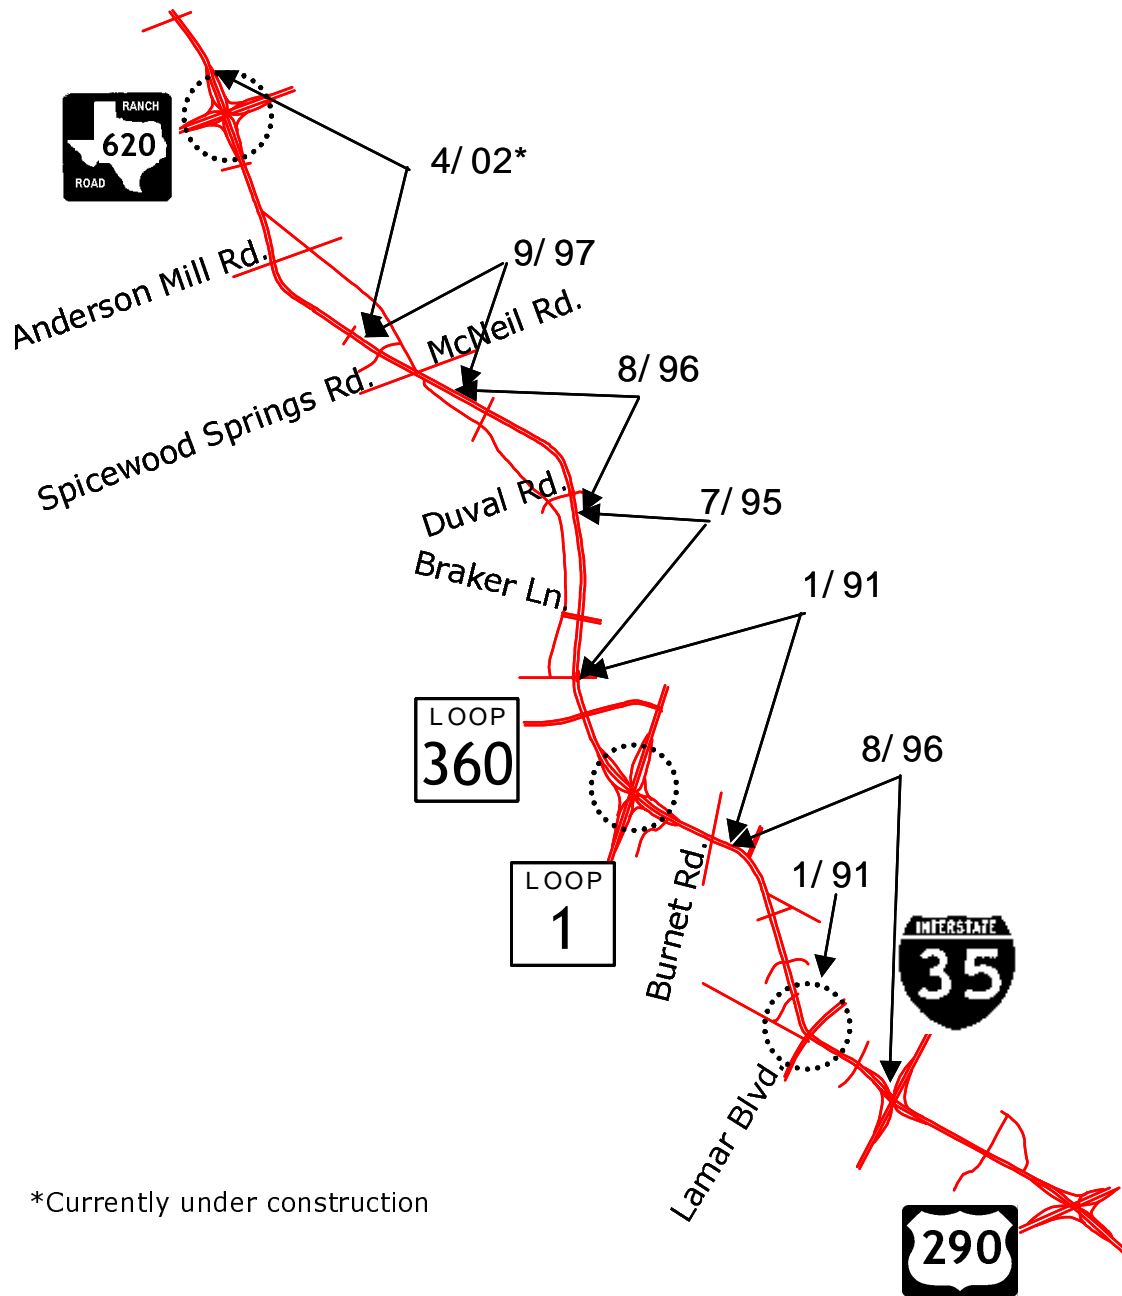 RANCH
620
ROAD
4/ 02*
9/ 97
Anderson Mill Rd.
McNeil Rd.
8/ 96
Spicewood Springs Rd.
7/ 95
Duval Rd.
Braker Ln.
1/ 91
LOOP
360
8/ 96
LOOP
1
1/ 91
Burnet Rd.
INTERSTATE
35
Lamar Blvd.
*Currently under construction
290